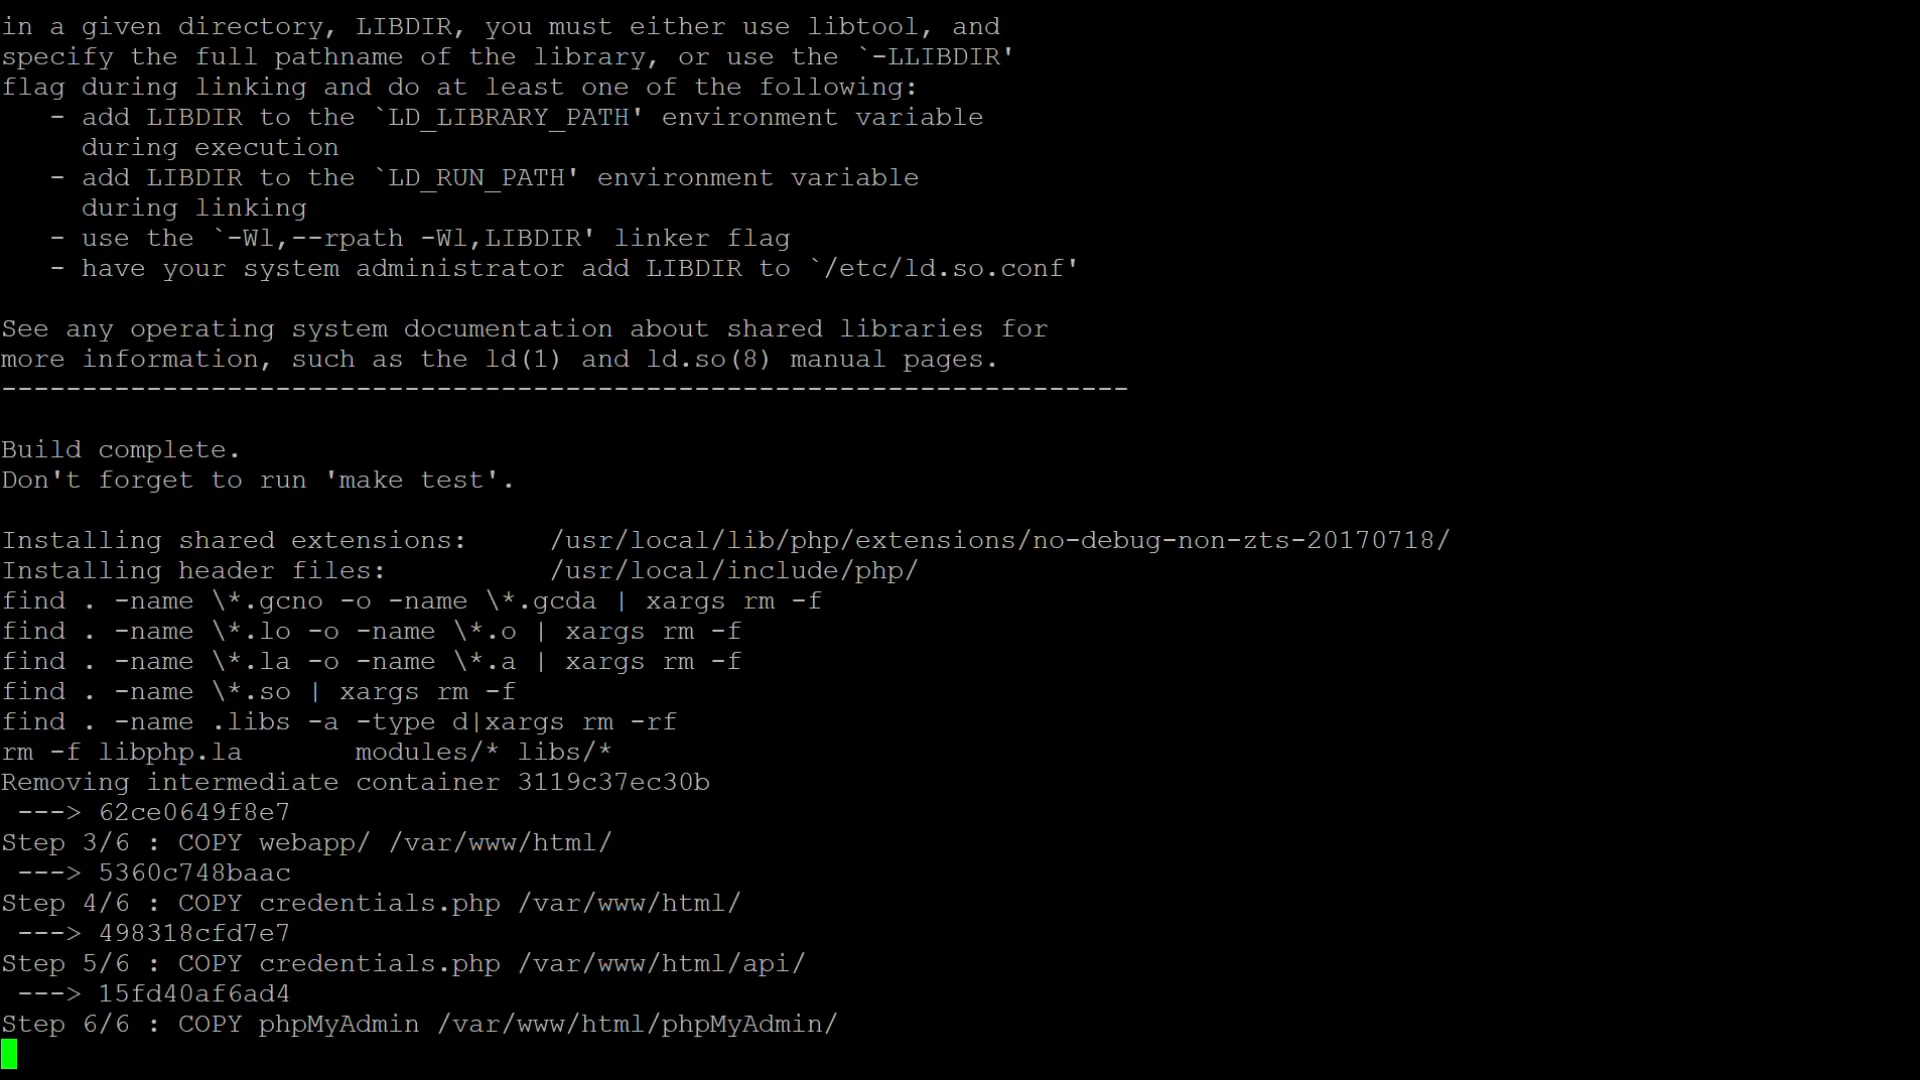 in a given directory, LIBDIR, you must either use libtool, and
specify the full pathname of the library, or use the `-LLIBDIR'
flag during linking and do at least one of the following:
   - add LIBDIR to the `LD_LIBRARY_PATH' environment variable
     during execution
   - add LIBDIR to the `LD_RUN_PATH' environment variable
     during linking
   - use the `-Wl,--rpath -Wl,LIBDIR' linker flag
   - have your system administrator add LIBDIR to `/etc/ld.so.conf'

See any operating system documentation about shared libraries for
more information, such as the ld(1) and ld.so(8) manual pages.
----------------------------------------------------------------------

Build complete.
Don't forget to run 'make test'.

Installing shared extensions:     /usr/local/lib/php/extensions/no-debug-non-zts-20170718/
Installing header files:          /usr/local/include/php/
find . -name \*.gcno -o -name \*.gcda | xargs rm -f
find . -name \*.lo -o -name \*.o | xargs rm -f
find . -name \*.la -o -name \*.a | xargs rm -f
find . -name \*.so | xargs rm -f
find . -name .libs -a -type d|xargs rm -rf
rm -f libphp.la       modules/* libs/*
Removing intermediate container 3119c37ec30b
 ---> 62ce0649f8e7
Step 3/6 : COPY webapp/ /var/www/html/
 ---> 5360c748baac
Step 4/6 : COPY credentials.php /var/www/html/
 ---> 498318cfd7e7
Step 5/6 : COPY credentials.php /var/www/html/api/
 ---> 15fd40af6ad4
Step 6/6 : COPY phpMyAdmin /var/www/html/phpMyAdmin/